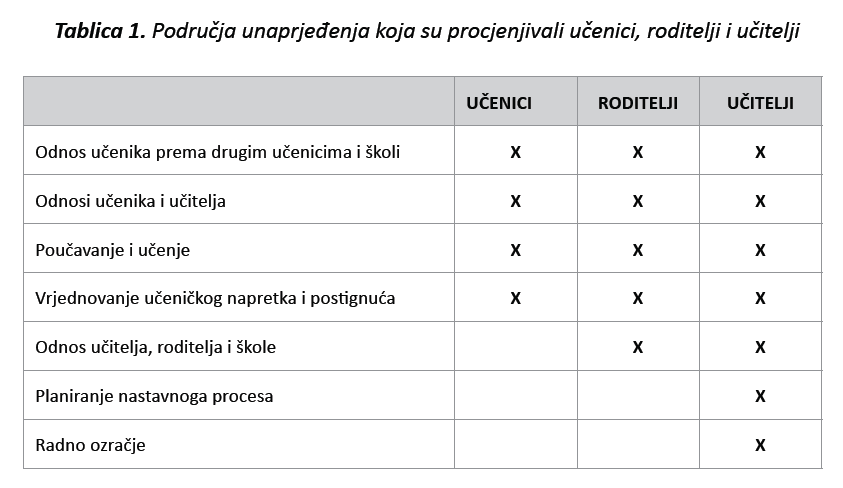 Tablica 1. Područja unaprjeđenja koja su procjenjivali učenici, roditelji i učitelji
UČENICI RODITELJI UČITELJI
Odnos učenika prema drugim učenicima i školi X X X
Odnosi učenika i učitelja X X X
Poučavanje i učenje X X X
Vrjednovanje učeničkog napretka i postignuća X X X
Odnos učitelja, roditelja i škole X X
Planiranje nastavnoga procesa X
Radno ozračje X